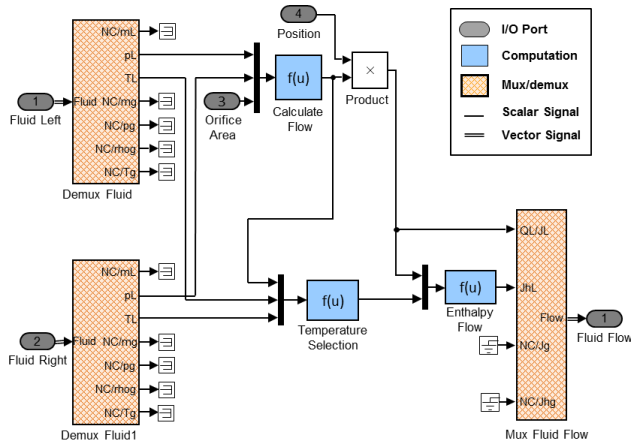 NC/mL
pL
TL
1
Fluid
NC/mg
NC/pg
NC/rhog
NC/Tg
Fluid Left
Demux Fluid
4
Position
3
Orifice
Area
f(u)
Calculate
Flow
×
Product
I/O Port
Computation
Mux/demux
Scalar Signal
Vector Signal
NC/mL
pL
TL
2
Fluid
NC/mg
NC/pg
NC/rhog
NC/Tg
Fluid Right
Demux Fluid1
f(u)
Temperature
Selection
f(u)
Enthalpy
Flow
QL/JL
JhL
Flow
NC/Jg
NC/Jhg
Mux Fluid Flow
1
Fluid Flow